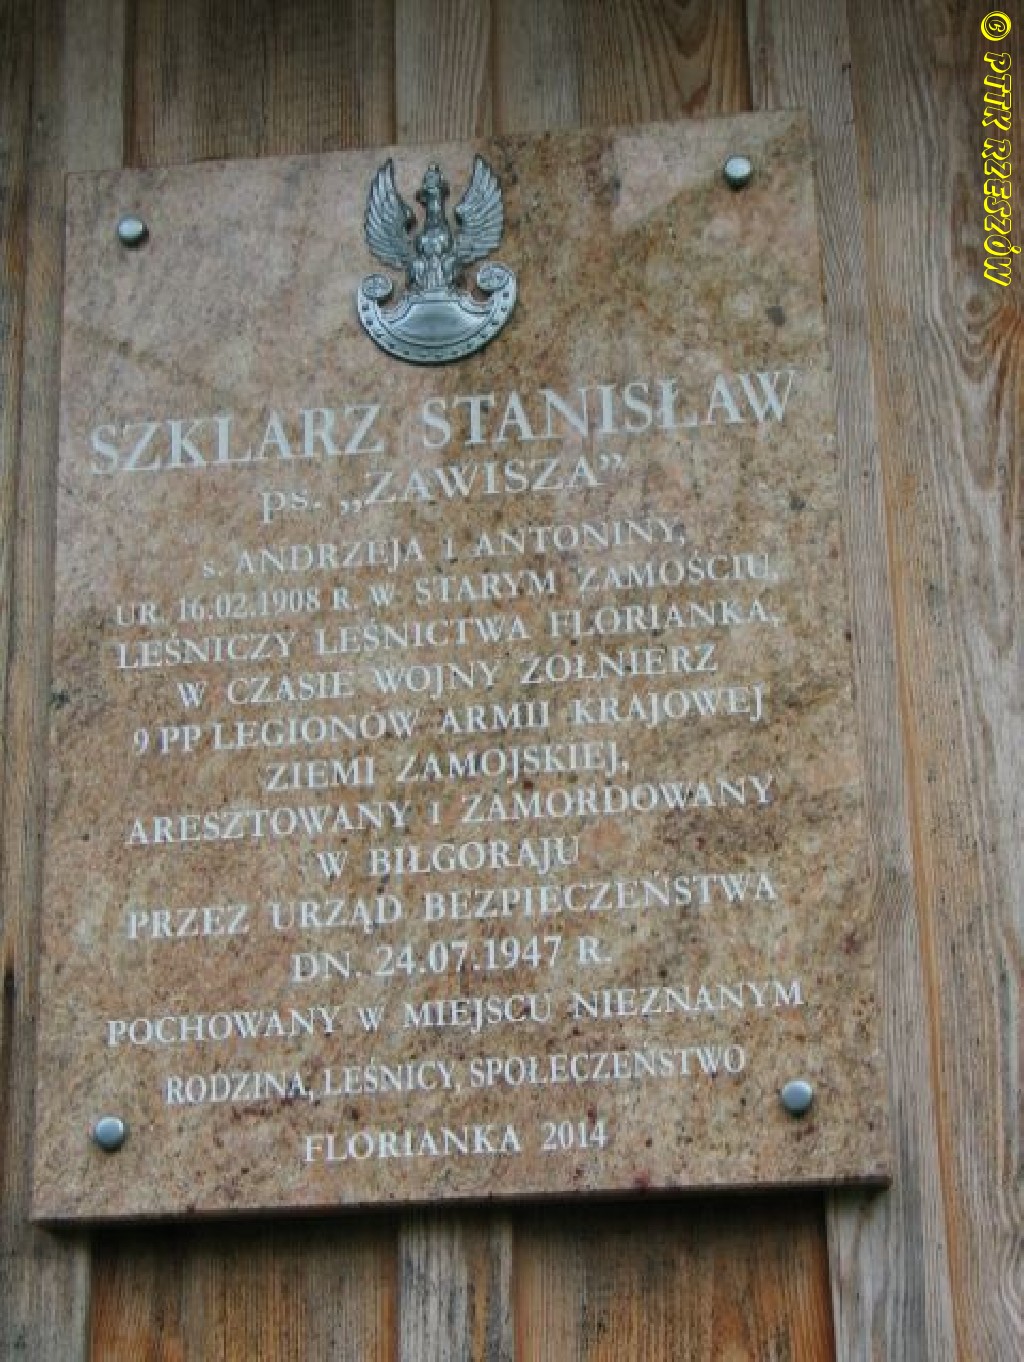 SZKLARZ STANISŁAW
ps. „ZAWISZA”
s. ANDRZEJA i ANTONINY,
UR. 16.02.1908 R. W STARYM ZAMOŚCIU,
LEŚNICZY LEŚNICTWA FLORIANKA,
W CZASIE WOJNY ŻOŁNIERZ
9 PP LEGIONÓW ARMII KRAJOWEJ
ZIEMI ZAMOJSKIEJ,
ARESZTOWANY I ZAMORDOWANY
W BIŁGORAJU
PRZEZ URZĄD BEZPIECZEŃSTWA
DN. 24.07.1947 R.
POCHOWANY W MIEJSCU NIEZNANYM
RODZINA, LEŚNICY, SPOŁECZEŃSTWO
FLORIANKA 2014
© PTTK RZESZÓW